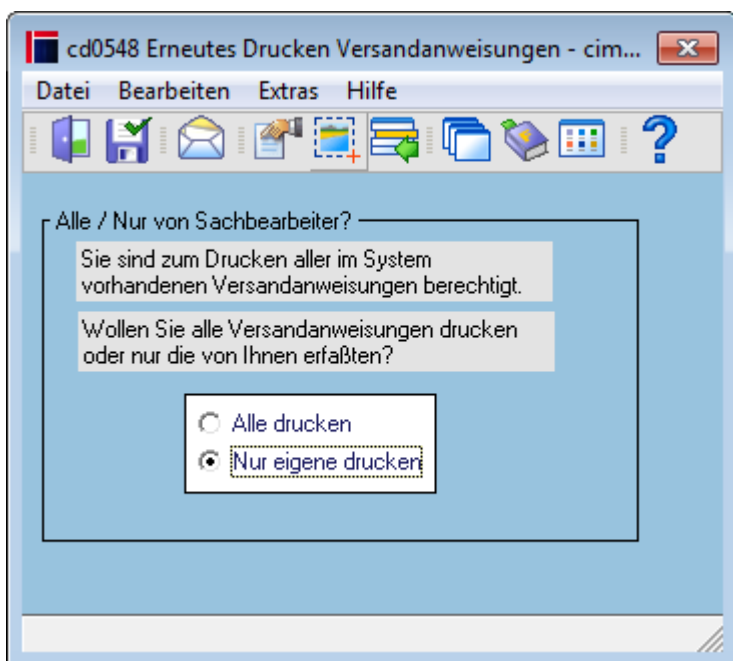 cd0548 Erneutes Drucken Versandanweisungen - cim...
Datei Bearbeiten Extras Hilfe
Alle / Nur von Sachbearbeiter?
Sie sind zum Drucken aller im System
vorhandenen Versandanweisungen berechtigt.
Wollen Sie alle Versandanweisungen drucken
oder nur die von Ihnen erfaßten?
Alle drucken
Nur eigene drucken